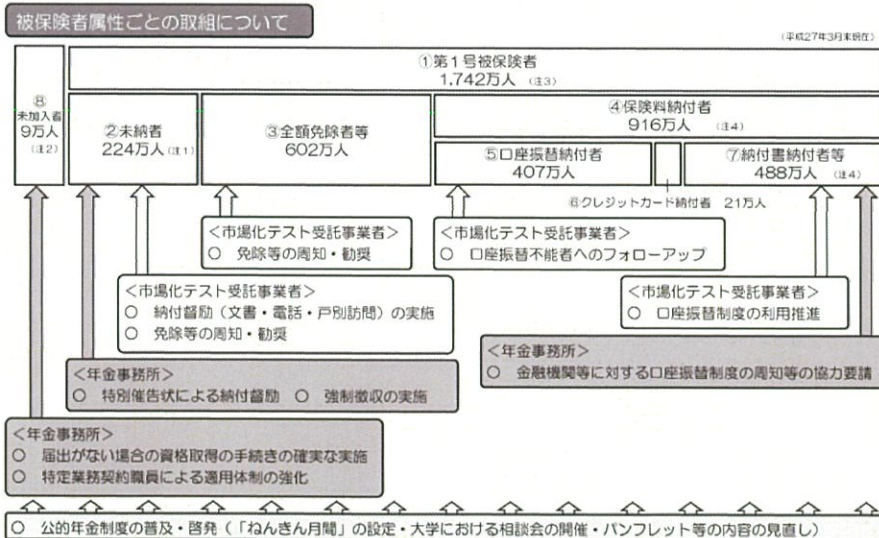 被保険者属性ごとの取組について
(平成27年3月末現在)
①第1号被保険者
1,742万人 (注3)
⑧
未加入者
9万人
(注2)
②未納者
224万人 (注1)
③全額免除者等
602万人
④保険料納付者
916万人 (注4)
⑤口座振替納付者
407万人
⑦納付書納付者等
488万人 (注4)
⑥クレジットカード納付者 21万人
<市場化テスト受託事業者>
○ 免除等の周知・勧奨
<市場化テスト受託事業者>
○ 口座振替不能者へのフォローアップ
<市場化テスト受託事業者>
○ 納付督励(文書・電話・戸別訪問)の実施
○ 免除等の周知・勧奨
<市場化テスト受託事業者>
○ 口座振替制度の利用推進
<年金事務所>
○ 特別催告状による納付督励 ○ 強制徴収の実施
<年金事務所>
○ 金融機関等に対する口座振替制度の周知等の協力要請
<年金事務所>
○ 届出がない場合の資格取得の手続きの確実な実施
○ 特定業務契約職員による適用体制の強化
○ 公的年金制度の普及・啓発(「ねんきん月間」の設定・大学における相談会の開催・パンフレット等の内容の見直し)